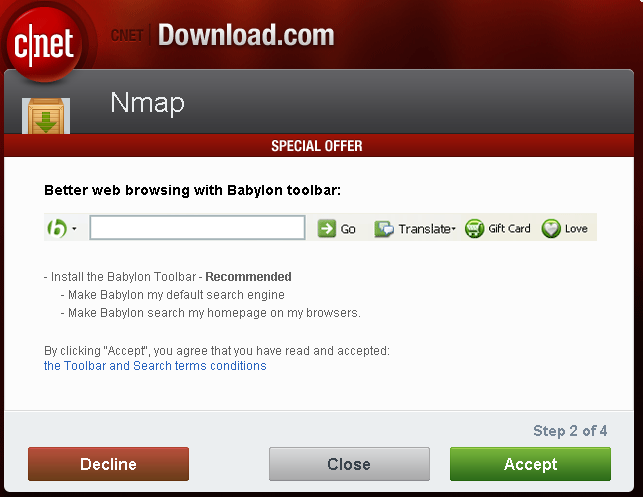 c|net
CNET | Download.com
Nmap
SPECIAL OFFER
Better web browsing with Babylon toolbar:
b Go Translate Gift Card Love
- Install the Babylon Toolbar - Recommended
- Make Babylon my default search engine
- Make Babylon search my homepage on my browsers.
By clicking "Accept", you agree that you have read and accepted:
the Toolbar and Search terms conditions
Step 2 of 4
Decline Close Accept